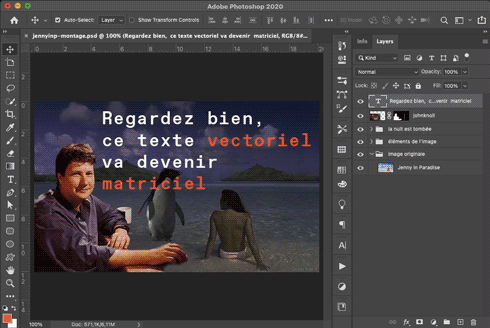 Adobe Photoshop 2020
Auto-Select: Layer Show Transform Controls
3D Mode:
jennyinp-montage.psd @ 100% (Regardez bien, ce texte vectoriel va devenir matriciel, RGB/8#...
Info Layers
Kind
Normal Opacity: 100%
Lock: Fill: 100%
Regardez bien, c...venir matriciel
johnknoll
la nuit est tombée
éléments de l'image
image originale
Jenny in Paradise
Regardez bien,
ce texte vectoriel
va devenir
matriciel
100% Doc: 571,1K/6,11M